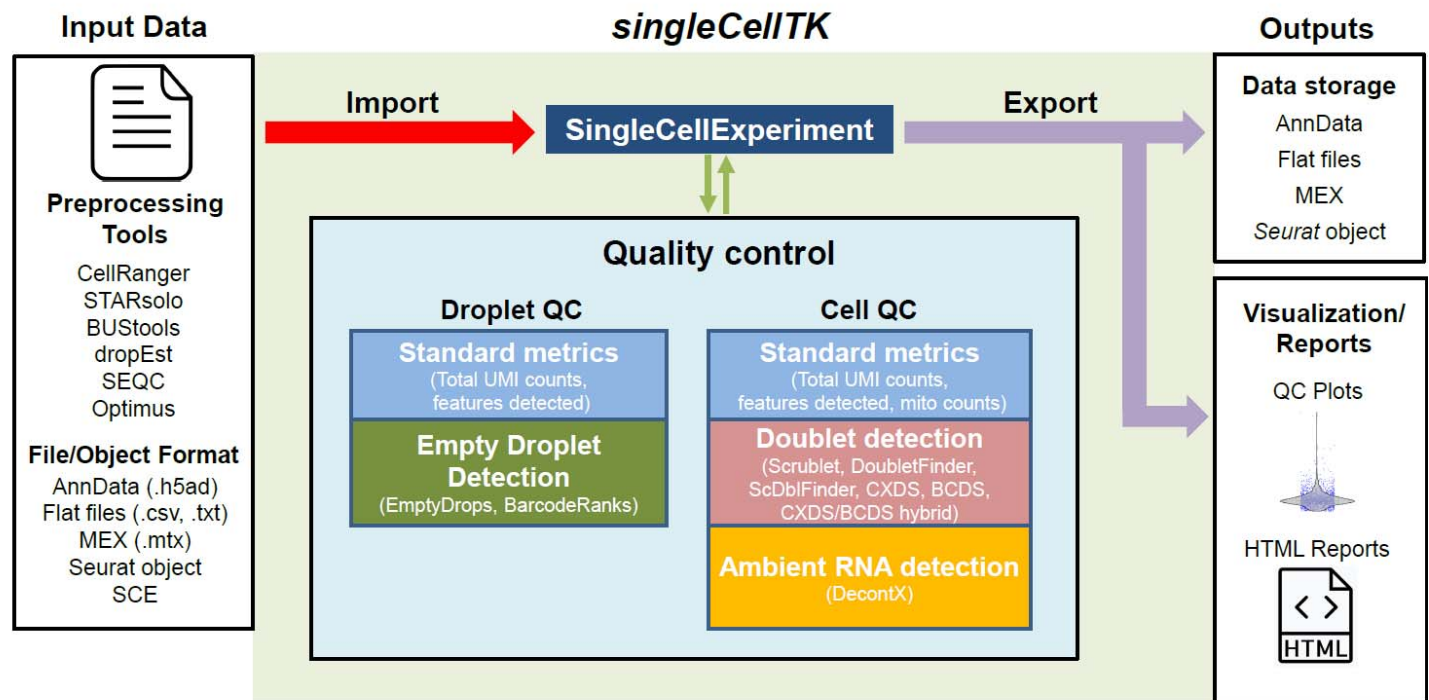 Input Data
singleCellTK
Outputs
Preprocessing
Tools
CellRanger
STARsolo
BUStools
dropEst
SEQC
Optimus
File/Object Format
AnnData (.h5ad)
Flat files (.csv, .txt)
MEX (.mtx)
Seurat object
SCE
Import
SingleCellExperiment
Export
Quality control
Droplet QC
Standard metrics
(Total UMI counts,
features detected)
Empty Droplet
Detection
(EmptyDrops, BarcodeRanks)
Cell QC
Standard metrics
(Total UMI counts,
features detected, mito counts)
Doublet detection
(Scrublet, DoubletFinder,
ScDblFinder, CXDS, BCDS,
CXDS/BCDS hybrid)
Ambient RNA detection
(DecontX)
Data storage
AnnData
Flat files
MEX
Seurat object
Visualization/
Reports
QC Plots
HTML Reports
< >
HTML